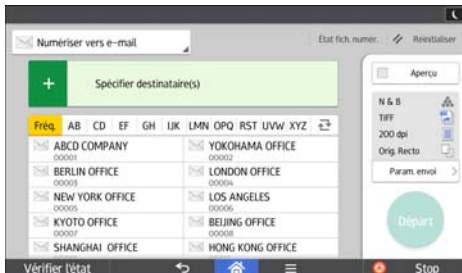 Numériser vers e-mail
État fich. numér.
Réinitialiser
+ Spécifier destinataire(s)
Aperçu
Fréq. AB CD EF GH IJK LMN OPQ RST UVW XYZ
ABCD COMPANY
00001
YOKOHAMA OFFICE
00002
BERLIN OFFICE
00003
LONDON OFFICE
00004
NEW YORK OFFICE
00005
LOS ANGELES
00006
KYOTO OFFICE
00007
BEIJING OFFICE
00008
SHANGHAI OFFICE
HONG KONG OFFICE
N & B
TIFF
200 dpi
Orig. Recto
Param. envoi
Départ
Vérifier l'état
Stop